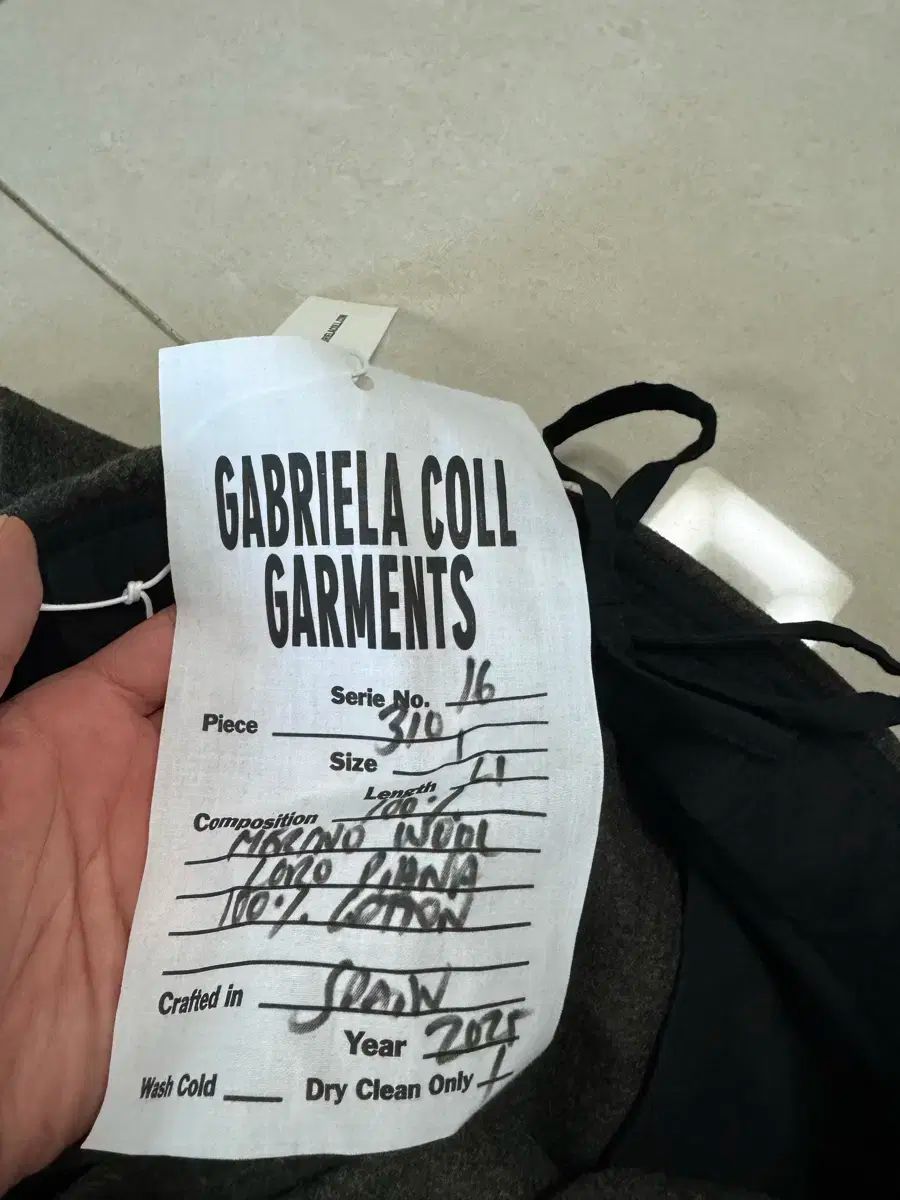 GABRIELA COLL
GARMENTS
Serie No. 16
Piece 310
Size 1
Length L1
Composition 100%
MERINO WOOL
LORO PIANA
100% COTTON
Crafted in SPAIN
Year 2025
Wash Cold
Dry Clean Only /